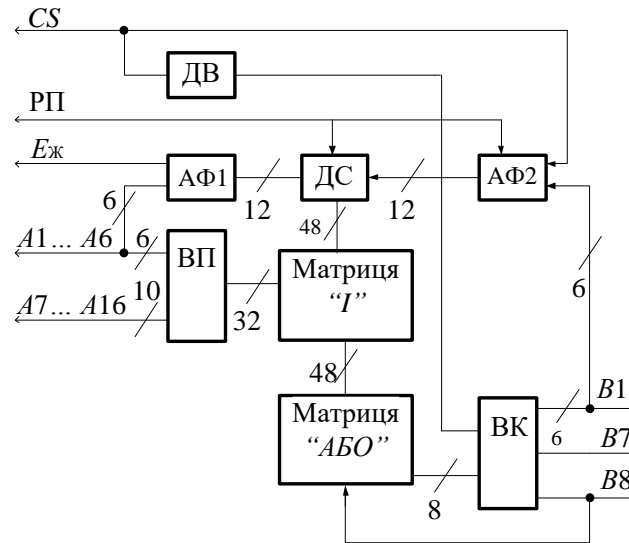 CS
ДВ
РП
Eж
АФ1
12
ДС
12
АФ2
6
48
A1... A6
6
ВП
Матриця
“I”
6
A7... A16
10
32
48
Матриця
“АБО”
ВК
6
B1
B7
8
B8